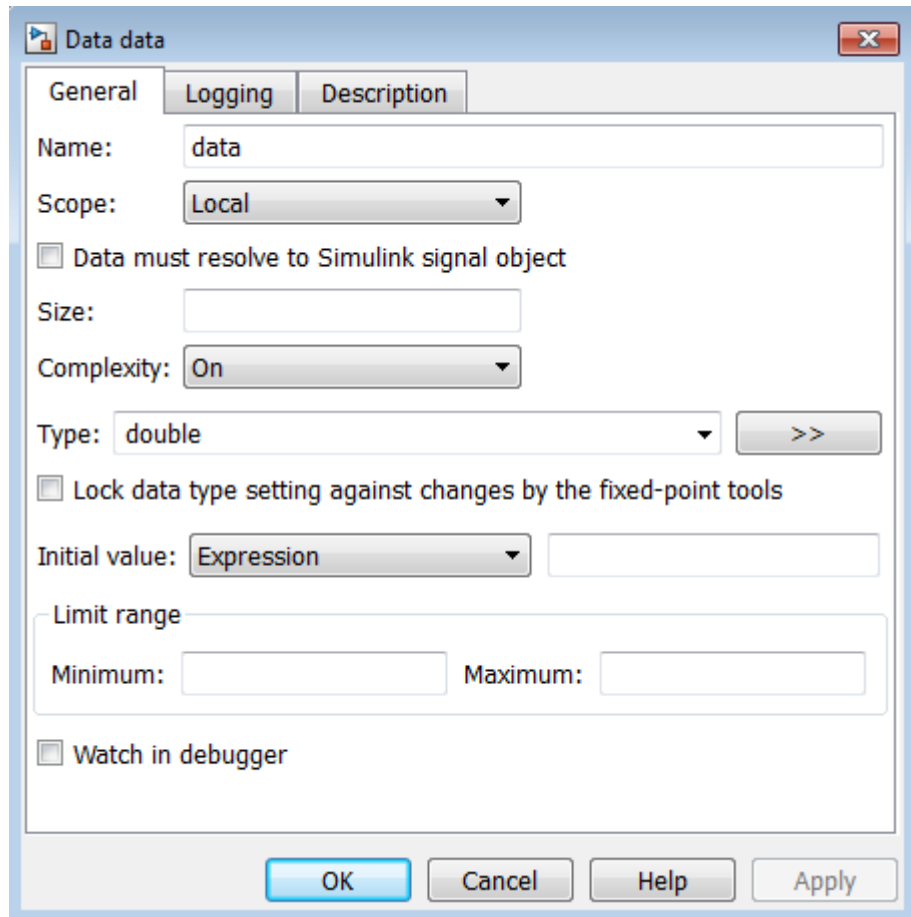 Data data
General Logging Description
Name: data
Scope: Local
Data must resolve to Simulink signal object
Size:
Complexity: On
Type: double >>
Lock data type setting against changes by the fixed-point tools
Initial value: Expression
Limit range
Minimum: Maximum:
Watch in debugger
OK Cancel Help Apply